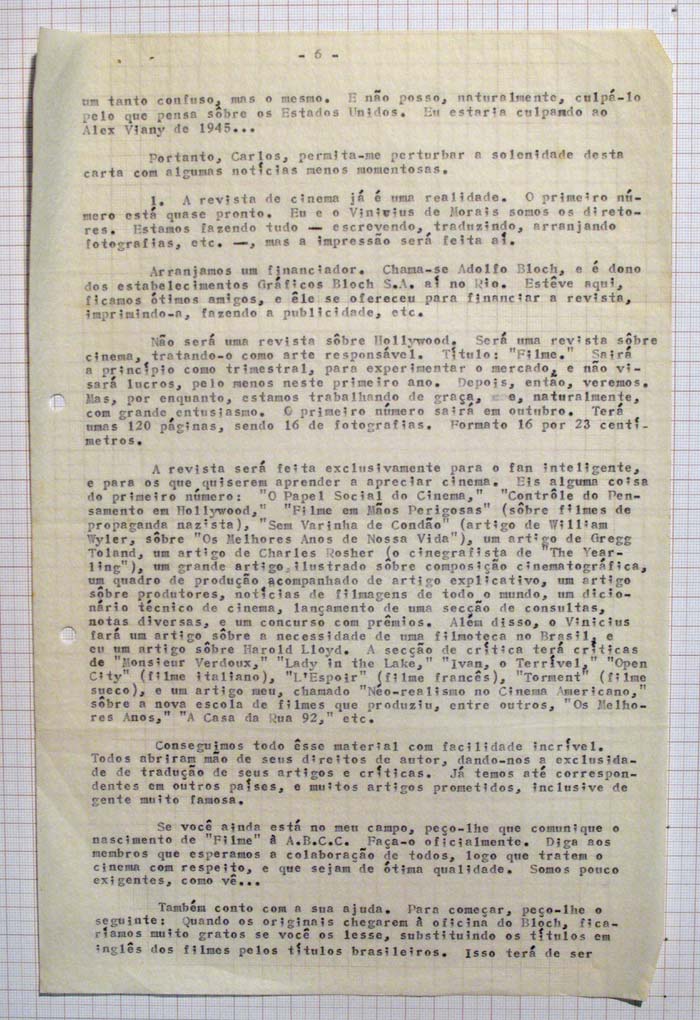 - 6 -
um tanto confuso, mas o mesmo. E não posso, naturalmente, culpá-lo
pelo que pensa sôbre os Estados Unidos. Eu estaria culpando ao
Alex Viany de 1945...
Portanto, Carlos, permita-me perturbar a solenidade desta
carta com algumas notícias menos momentosas.
1. A revista de cinema já é uma realidade. O primeiro nú-
mero está quase pronto. Eu e o Vinicius de Morais somos os direto-
res. Estamos fazendo tudo — escrevendo, traduzindo, arranjando
fotografias, etc. —, mas a impressão será feita aí.
Arranjamos um financiador. Chama-se Adolfo Bloch, e é dono
dos estabelecimentos Gráficos Bloch S.A. aí no Rio. Estêve aqui,
ficamos ótimos amigos, e êle se ofereceu para financiar a revista,
imprimindo-a, fazendo a publicidade, etc.
Não será uma revista sôbre Hollywood. Será uma revista sôbre
cinema, tratando-o como arte responsável. Título: "Filme." Sairá
a princípio como trimestral, para experimentar o mercado, e não vi-
sará lucros, pelo menos neste primeiro ano. Depois, então, veremos.
Mas, por enquanto, estamos trabalhando de graça, e, naturalmente,
com grande entusiasmo. O primeiro número sairá em outubro. Terá
umas 120 páginas, sendo 16 de fotografias. Formato 16 por 23 centí-
metros.
A revista será feita exclusivamente para o fan inteligente,
e para os que quiserem aprender a apreciar cinema. Eis alguma coisa
do primeiro número: "O Papel Social do Cinema," "Contrôle do Pen-
samento em Hollywood," "Filme em Mãos Perigosas" (sôbre filmes de
propaganda nazista), "Sem Varinha de Condão" (artigo de William
Wyler, sôbre "Os Melhores Anos de Nossa Vida"), um artigo de Gregg
Toland, um artigo de Charles Rosher (o cinegrafista de "The Year-
ling"), um grande artigo ilustrado sôbre composição cinematográfica,
um quadro de produção acompanhado de artigo explicativo, um artigo
sôbre produtores, notícias de filmagens de todo o mundo, um dicio-
nário técnico de cinema, lançamento de uma secção de consultas,
notas diversas, e um concurso com prêmios. Além disso, o Vinicius
fará um artigo sôbre a necessidade de uma filmoteca no Brasil, e
eu um artigo sôbre Harold Lloyd. A secção de crítica terá críticas
de "Monsieur Verdoux," "Lady in the Lake," "Ivan, o Terrível," "Open
City" (filme italiano), "L'Espoir" (filme francês), "Torment" (filme
sueco), e um artigo meu, chamado "Néo-realismo no Cinema Americano,"
sôbre a nova escola de filmes que produziu, entre outros, "Os Melho-
res Anos," "A Casa da Rua 92," etc.
Conseguimos todo êsse material com facilidade incrível.
Todos abriram mão de seus direitos de autor, dando-nos a exclusida-
de de tradução de seus artigos e críticas. Já temos até correspon-
dentes em outros países, e muitos artigos prometidos, inclusive de
gente muito famosa.
Se você ainda está no meu campo, peço-lhe que comunique o
nascimento de "Filme" à A.B.C.C. Faça-o oficialmente. Diga aos
membros que esperamos a colaboração de todos, logo que tratem o
cinema com respeito, e que sejam de ótima qualidade. Somos pouco
exigentes, como vê...
Também conto com a sua ajuda. Para começar, peço-lhe o
seguinte: Quando os originais chegarem à oficina do Bloch, fica-
ríamos muito gratos se você os lesse, substituindo os títulos em
inglês dos filmes pelos títulos brasileiros. Isso terá de ser